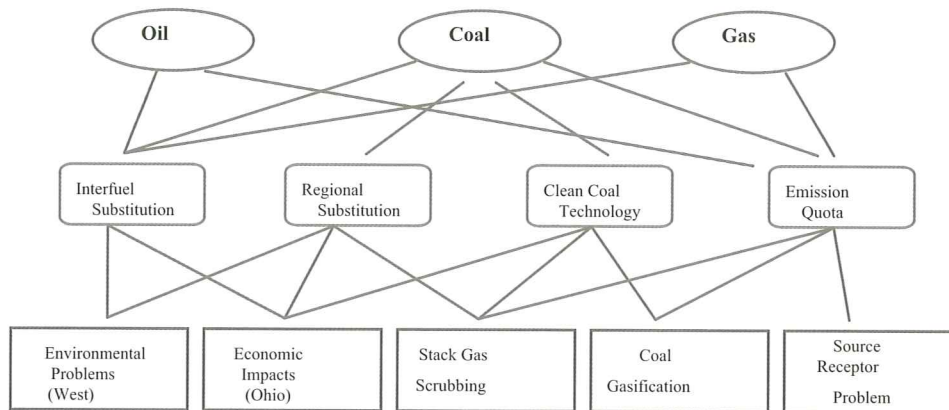 Oil
Coal
Gas
Interfuel
Substitution
Regional
Substitution
Clean Coal
Technology
Emission
Quota
Environmental
Problems
(West)
Economic
Impacts
(Ohio)
Stack Gas
Scrubbing
Coal
Gasification
Source
Receptor
Problem